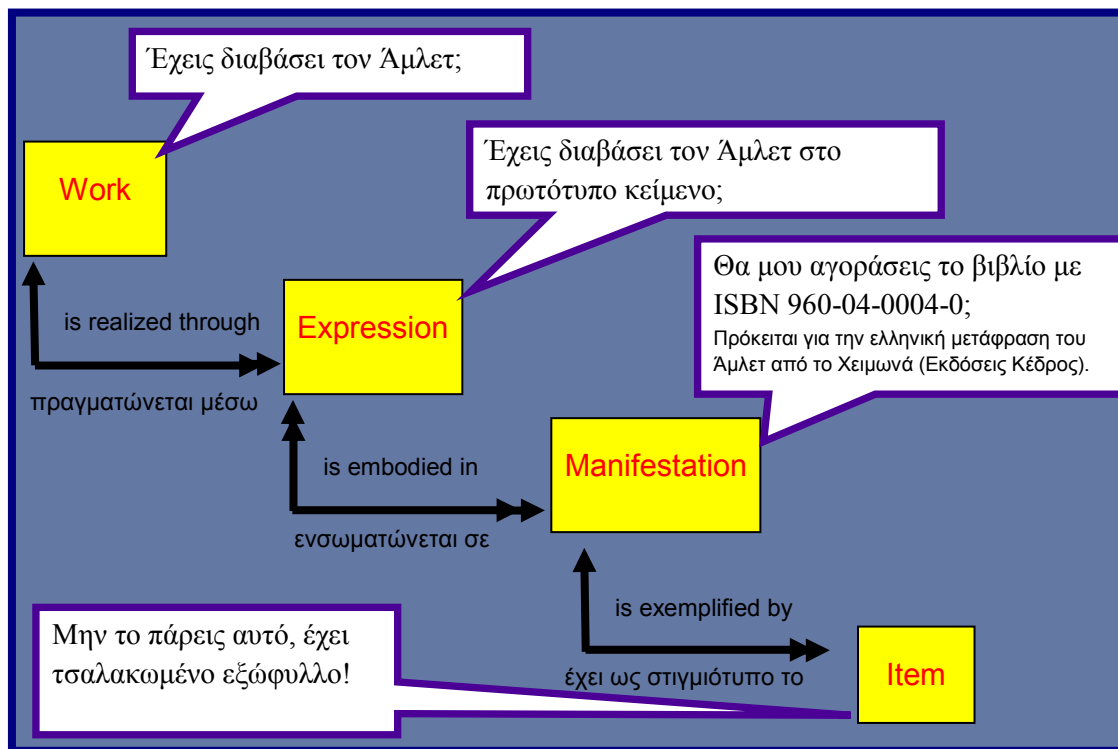 Έχεις διαβάσει τον Άμλετ;
Work
Έχεις διαβάσει τον Άμλετ στο
πρωτότυπο κείμενο;
is realized through
πραγματώνεται μέσω
Expression
Θα μου αγοράσεις το βιβλίο με
ISBN 960-04-0004-0;
Πρόκειται για την ελληνική μετάφραση του
Άμλετ από το Χειμωνά (Εκδόσεις Κέδρος).
is embodied in
ενσωματώνεται σε
Manifestation
is exemplified by
έχει ως στιγμιότυπο το
Μην το πάρεις αυτό, έχει
τσαλακωμένο εξώφυλλο!
Item